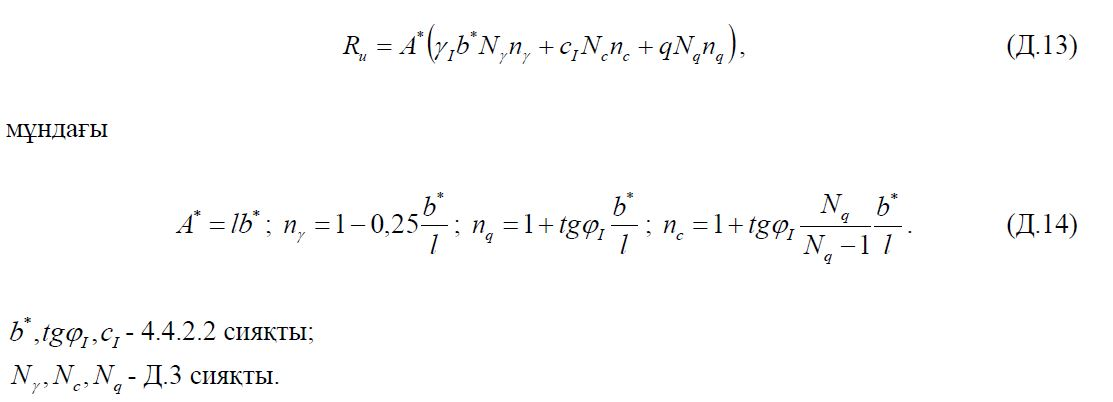 R_u = A^*(γ_I b^* N_γ n_γ + c_I N_c n_c + q N_q n_q), (Д.13)
мұндағы
A^* = lb^*; n_γ = 1 − 0,25 b^*/l; n_q = 1 + tgφ_I b^*/l; n_c = 1 + tgφ_I N_q/(N_q − 1) b^*/l. (Д.14)
b^*, tgφ_I, c_I - 4.4.2.2 сияқты;
N_γ, N_c, N_q - Д.3 сияқты.